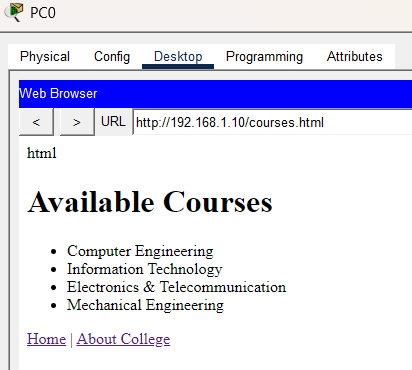 PC0
Physical Config Desktop Programming Attributes
Web Browser
< > URL http://192.168.1.10/courses.html
html
Available Courses
• Computer Engineering
• Information Technology
• Electronics & Telecommunication
• Mechanical Engineering
Home | About College